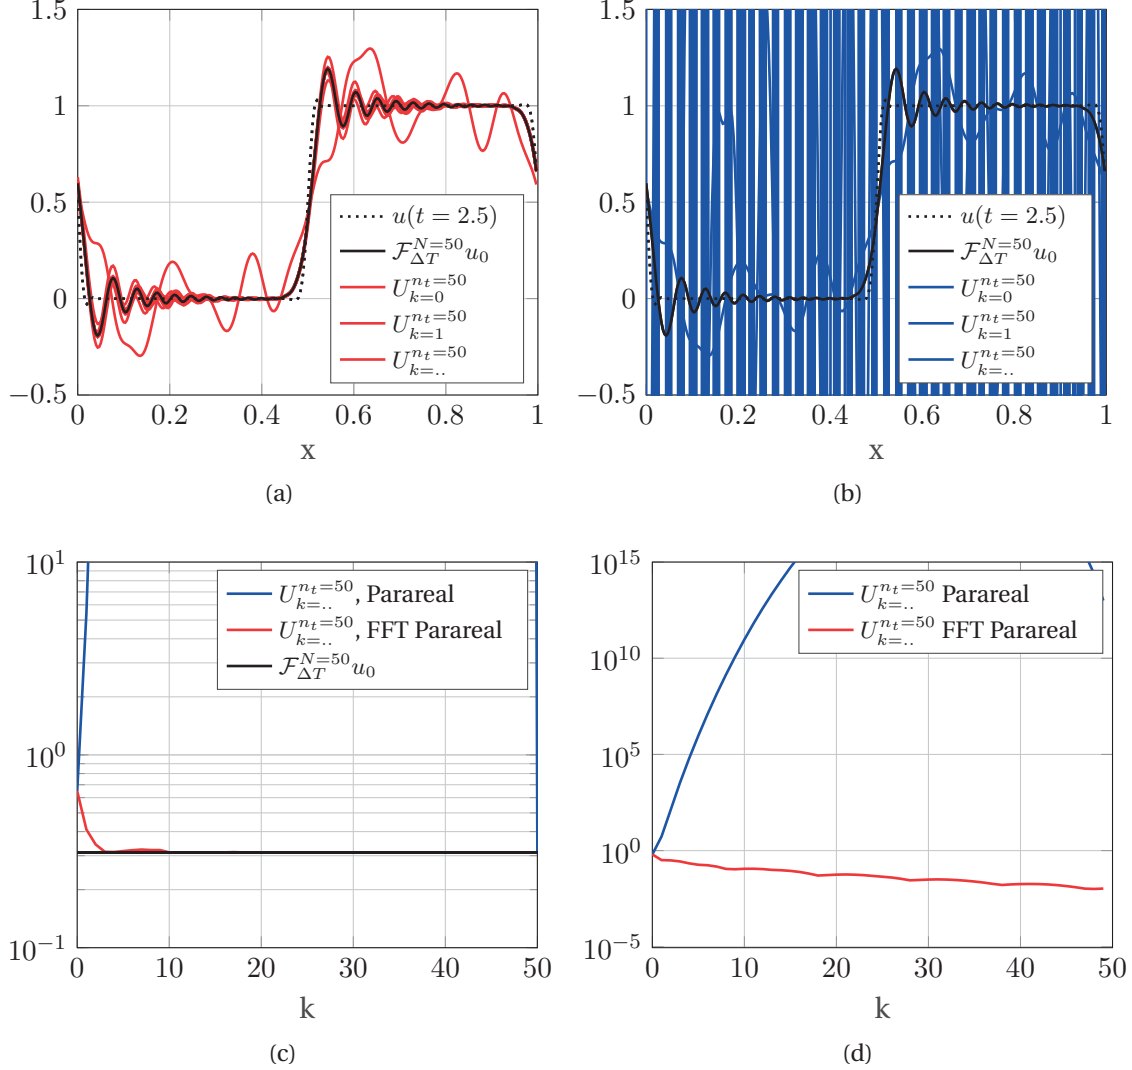 1.5
1
0.5
0
−0.5
0
0.2
0.4
0.6
0.8
1
x
u(t = 2.5)
𝓕_{ΔT}^{N=50} u_0
U_{k=0}^{n_t=50}
U_{k=1}^{n_t=50}
U_{k=..}^{n_t=50}
(a)
1.5
1
0.5
0
−0.5
0
0.2
0.4
0.6
0.8
1
x
u(t = 2.5)
𝓕_{ΔT}^{N=50} u_0
U_{k=0}^{n_t=50}
U_{k=1}^{n_t=50}
U_{k=..}^{n_t=50}
(b)
10^1
10^0
10^{−1}
0
10
20
30
40
50
k
U_{k=..}^{n_t=50}, Parareal
U_{k=..}^{n_t=50}, FFT Parareal
𝓕_{ΔT}^{N=50} u_0
(c)
10^{15}
10^{10}
10^5
10^0
10^{−5}
0
10
20
30
40
50
k
U_{k=..}^{n_t=50} Parareal
U_{k=..}^{n_t=50} FFT Parareal
(d)